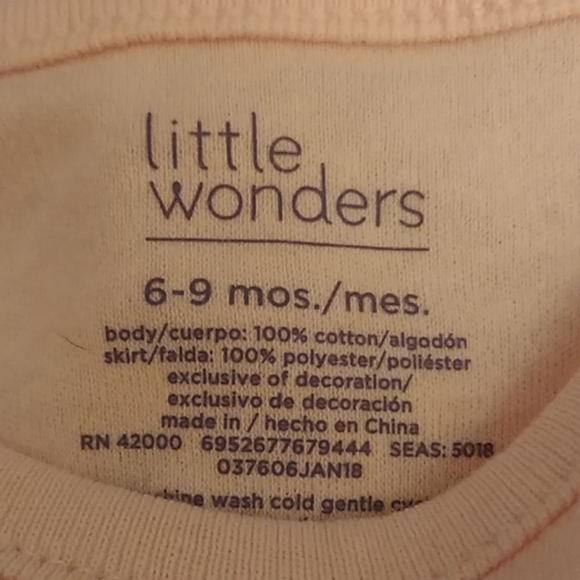 little
wonders
6-9 mos./mes.
body/cuerpo: 100% cotton/algodón
skirt/falda: 100% polyester/poliéster
exclusive of decoration/
exclusivo de decoración
made in / hecho en China
RN 42000 6952677679444 SEAS: 5018
037606JAN18
wash cold gentle